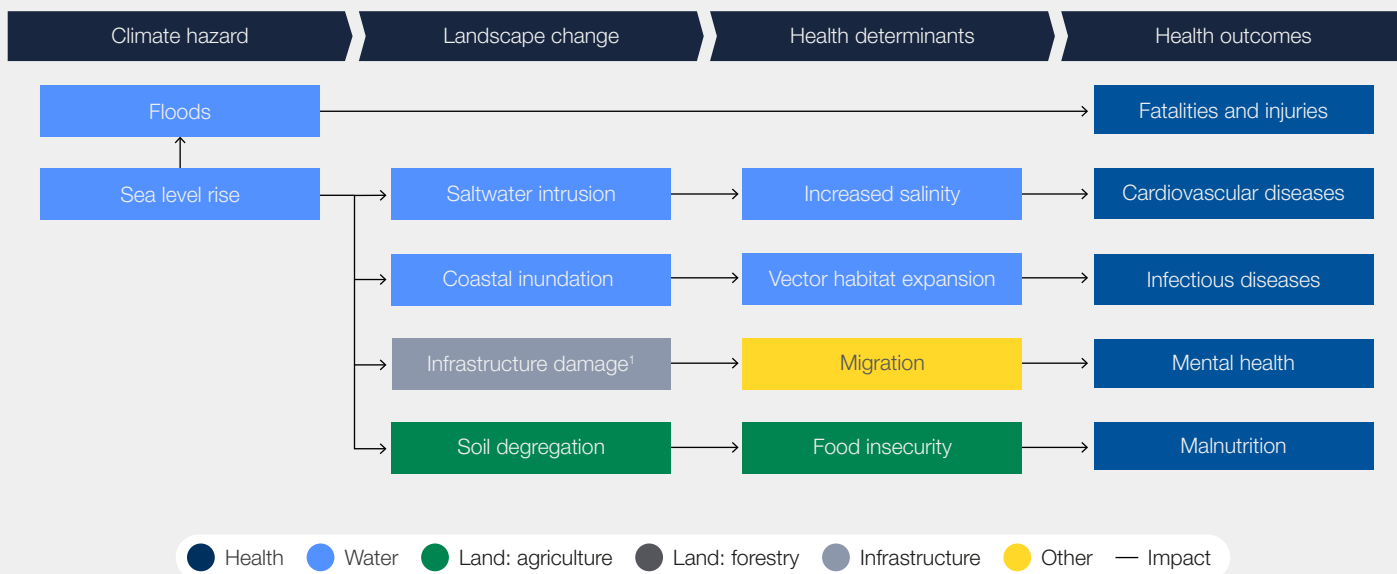 Climate hazard
Landscape change
Health determinants
Health outcomes
Floods
Fatalities and injuries
Sea level rise
Saltwater intrusion
Increased salinity
Cardiovascular diseases
Coastal inundation
Vector habitat expansion
Infectious diseases
Infrastructure damage¹
Migration
Mental health
Soil degregation
Food insecurity
Malnutrition
Health
Water
Land: agriculture
Land: forestry
Infrastructure
Other
Impact